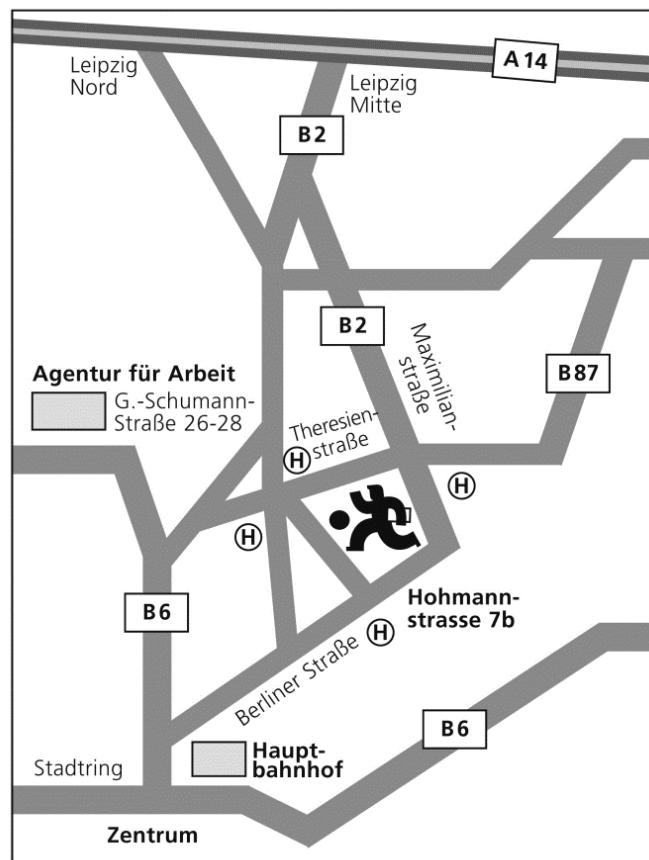 A 14
Leipzig
Nord
Leipzig
Mitte
B 2
B 2
Maximilian-
straße
B 87
Agentur für Arbeit
G.-Schumann-
Straße 26-28
Theresien-
straße
H
H
H
B 6
Hohmann-
strasse 7b
H
Berliner Straße
B 6
Haupt-
bahnhof
Stadtring
Zentrum